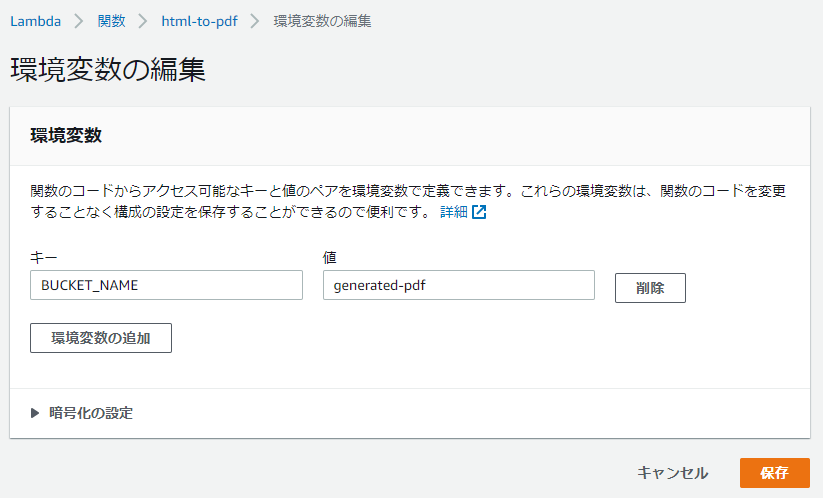 Lambda > 関数 > html-to-pdf > 環境変数の編集
環境変数の編集
環境変数
関数のコードからアクセス可能なキーと値のペアを環境変数で定義できます。これらの環境変数は、関数のコードを変更
することなく構成の設定を保存することができるので便利です。 詳細
キー 値
BUCKET_NAME generated-pdf 削除
環境変数の追加
暗号化の設定
キャンセル 保存